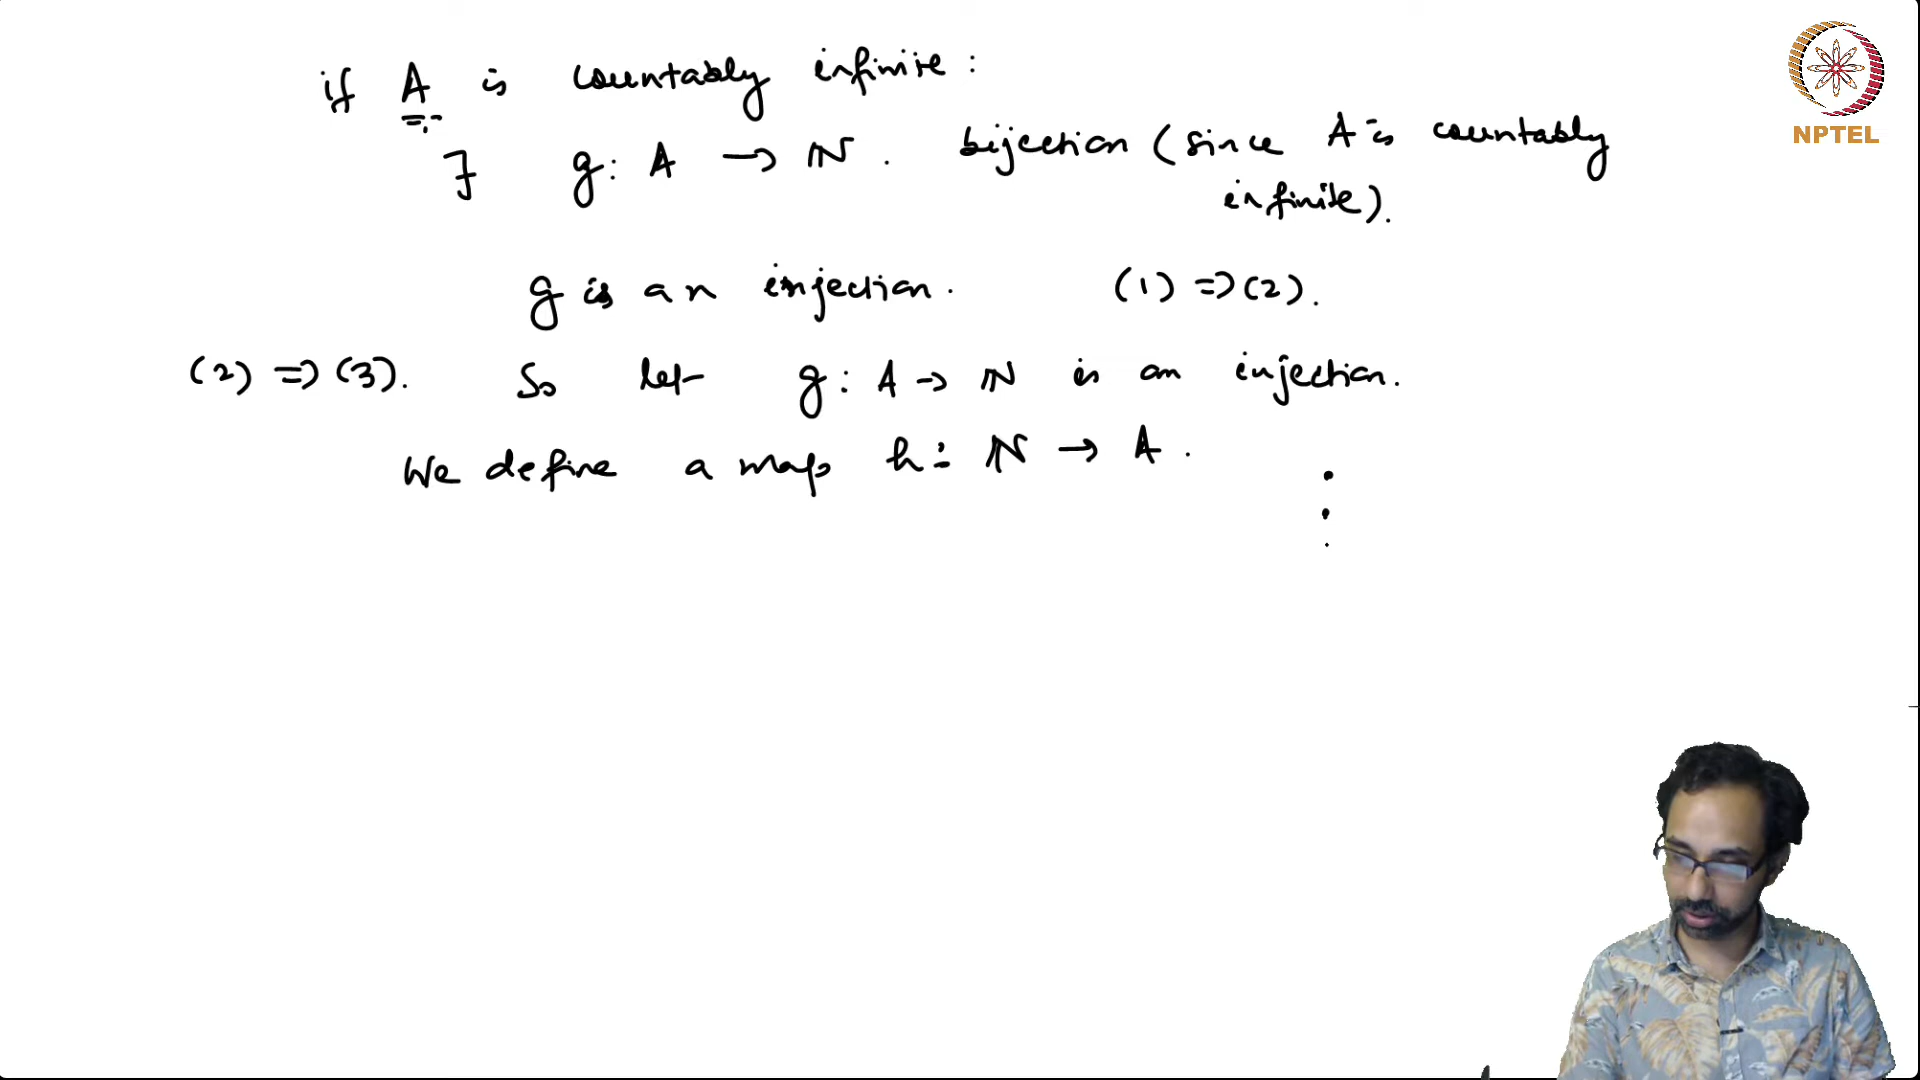 if A is countably infinite :
∃ g : A → ℕ . bijection (since A is countably
infinite).
g is an injection. (1) ⇒ (2).
(2) ⇒ (3). So let g : A → ℕ is an injection.
We define a map h : ℕ → A .
NPTEL